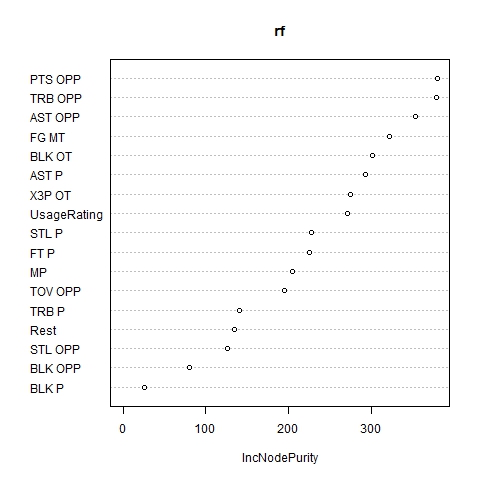 rf
PTS OPP
TRB OPP
AST OPP
FG MT
BLK OT
AST P
X3P OT
UsageRating
STL P
FT P
MP
TOV OPP
TRB P
Rest
STL OPP
BLK OPP
BLK P
0 100 200 300
IncNodePurity